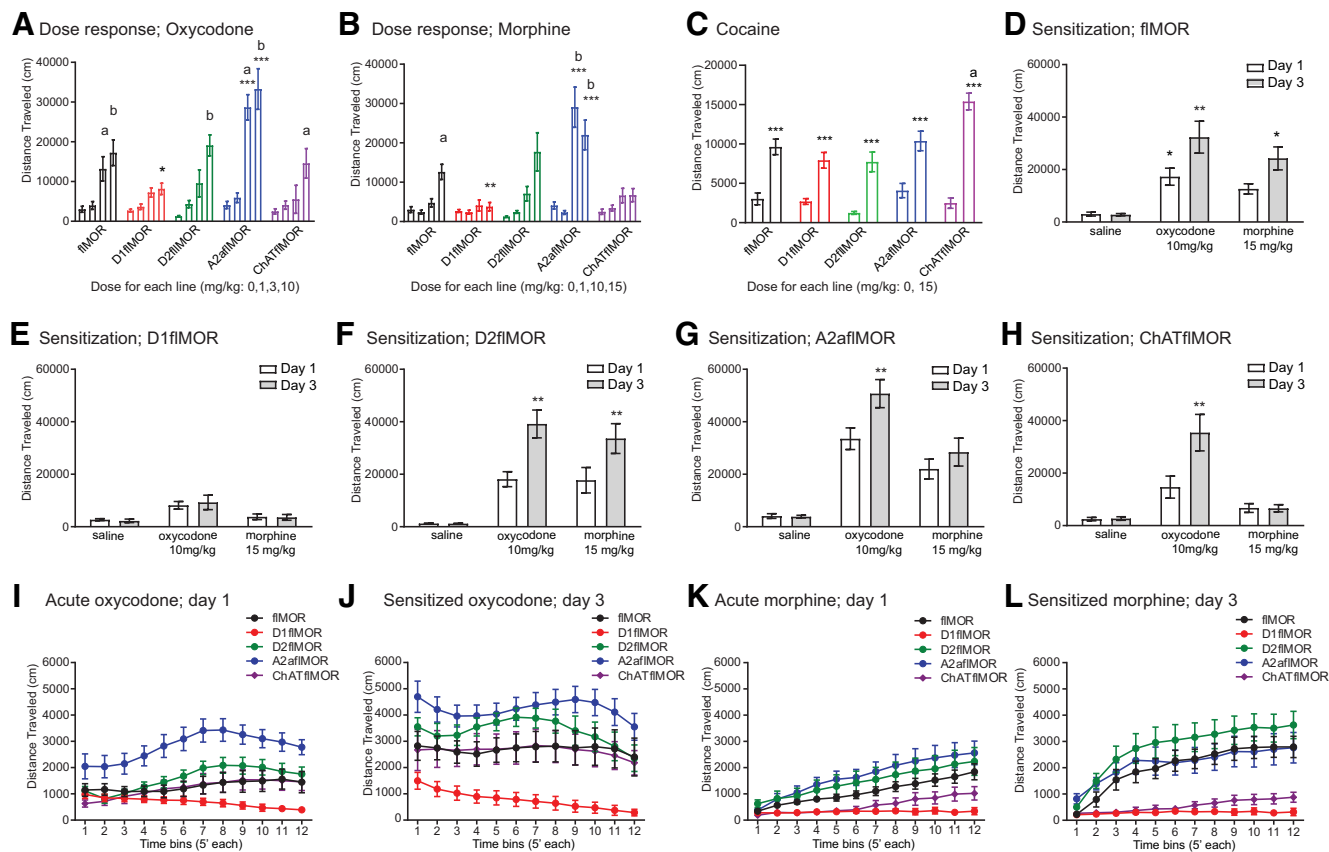 A Dose response; Oxycodone
Distance Traveled (cm)
40000
30000
20000
10000
0
a
b
*
b
a
***
b
***
a
flMOR
D1flMOR
D2flMOR
A2aflMOR
ChATflMOR
Dose for each line (mg/kg: 0,1,3,10)
B Dose response; Morphine
Distance Traveled (cm)
40000
30000
20000
10000
0
a
**
b
***
b
***
flMOR
D1flMOR
D2flMOR
A2aflMOR
ChATflMOR
Dose for each line (mg/kg: 0,1,10,15)
C Cocaine
Distance Traveled (cm)
20000
15000
10000
5000
0
***
***
***
***
a
***
flMOR
D1flMOR
D2flMOR
A2aflMOR
ChATflMOR
Dose for each line (mg/kg: 0, 15)
D Sensitization; flMOR
Distance Traveled (cm)
60000
40000
20000
0
Day 1
Day 3
*
**
*
saline
oxycodone
10mg/kg
morphine
15 mg/kg
E Sensitization; D1flMOR
Distance Traveled (cm)
60000
40000
20000
0
Day 1
Day 3
saline
oxycodone
10mg/kg
morphine
15 mg/kg
F Sensitization; D2flMOR
Distance Traveled (cm)
60000
40000
20000
0
Day 1
Day 3
**
**
saline
oxycodone
10mg/kg
morphine
15 mg/kg
G Sensitization; A2aflMOR
Distance Traveled (cm)
60000
40000
20000
0
Day 1
Day 3
**
saline
oxycodone
10mg/kg
morphine
15 mg/kg
H Sensitization; ChATflMOR
Distance Traveled (cm)
60000
40000
20000
0
Day 1
Day 3
**
saline
oxycodone
10mg/kg
morphine
15 mg/kg
I Acute oxycodone; day 1
flMOR
D1flMOR
D2flMOR
A2aflMOR
ChATflMOR
Distance Traveled (cm)
6000
5000
4000
3000
2000
1000
0
1 2 3 4 5 6 7 8 9 10 11 12
Time bins (5' each)
J Sensitized oxycodone; day 3
flMOR
D1flMOR
D2flMOR
A2aflMOR
ChATflMOR
Distance Traveled (cm)
6000
5000
4000
3000
2000
1000
0
1 2 3 4 5 6 7 8 9 10 11 12
Time bins (5' each)
K Acute morphine; day 1
flMOR
D1flMOR
D2flMOR
A2aflMOR
ChATflMOR
Distance Traveled (cm)
6000
5000
4000
3000
2000
1000
0
1 2 3 4 5 6 7 8 9 10 11 12
Time bins (5' each)
L Sensitized morphine; day 3
flMOR
D1flMOR
D2flMOR
A2aflMOR
ChATflMOR
Distance Traveled (cm)
6000
5000
4000
3000
2000
1000
0
1 2 3 4 5 6 7 8 9 10 11 12
Time bins (5' each)